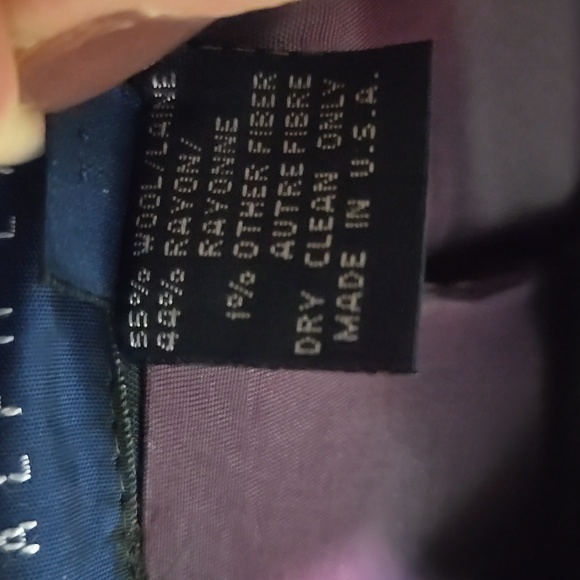 55% WOOL/LAINE
44% RAYON/
RAYONNE
1% OTHER FIBER
AUTRE FIBRE
DRY CLEAN ONLY
MADE IN U.S.A.